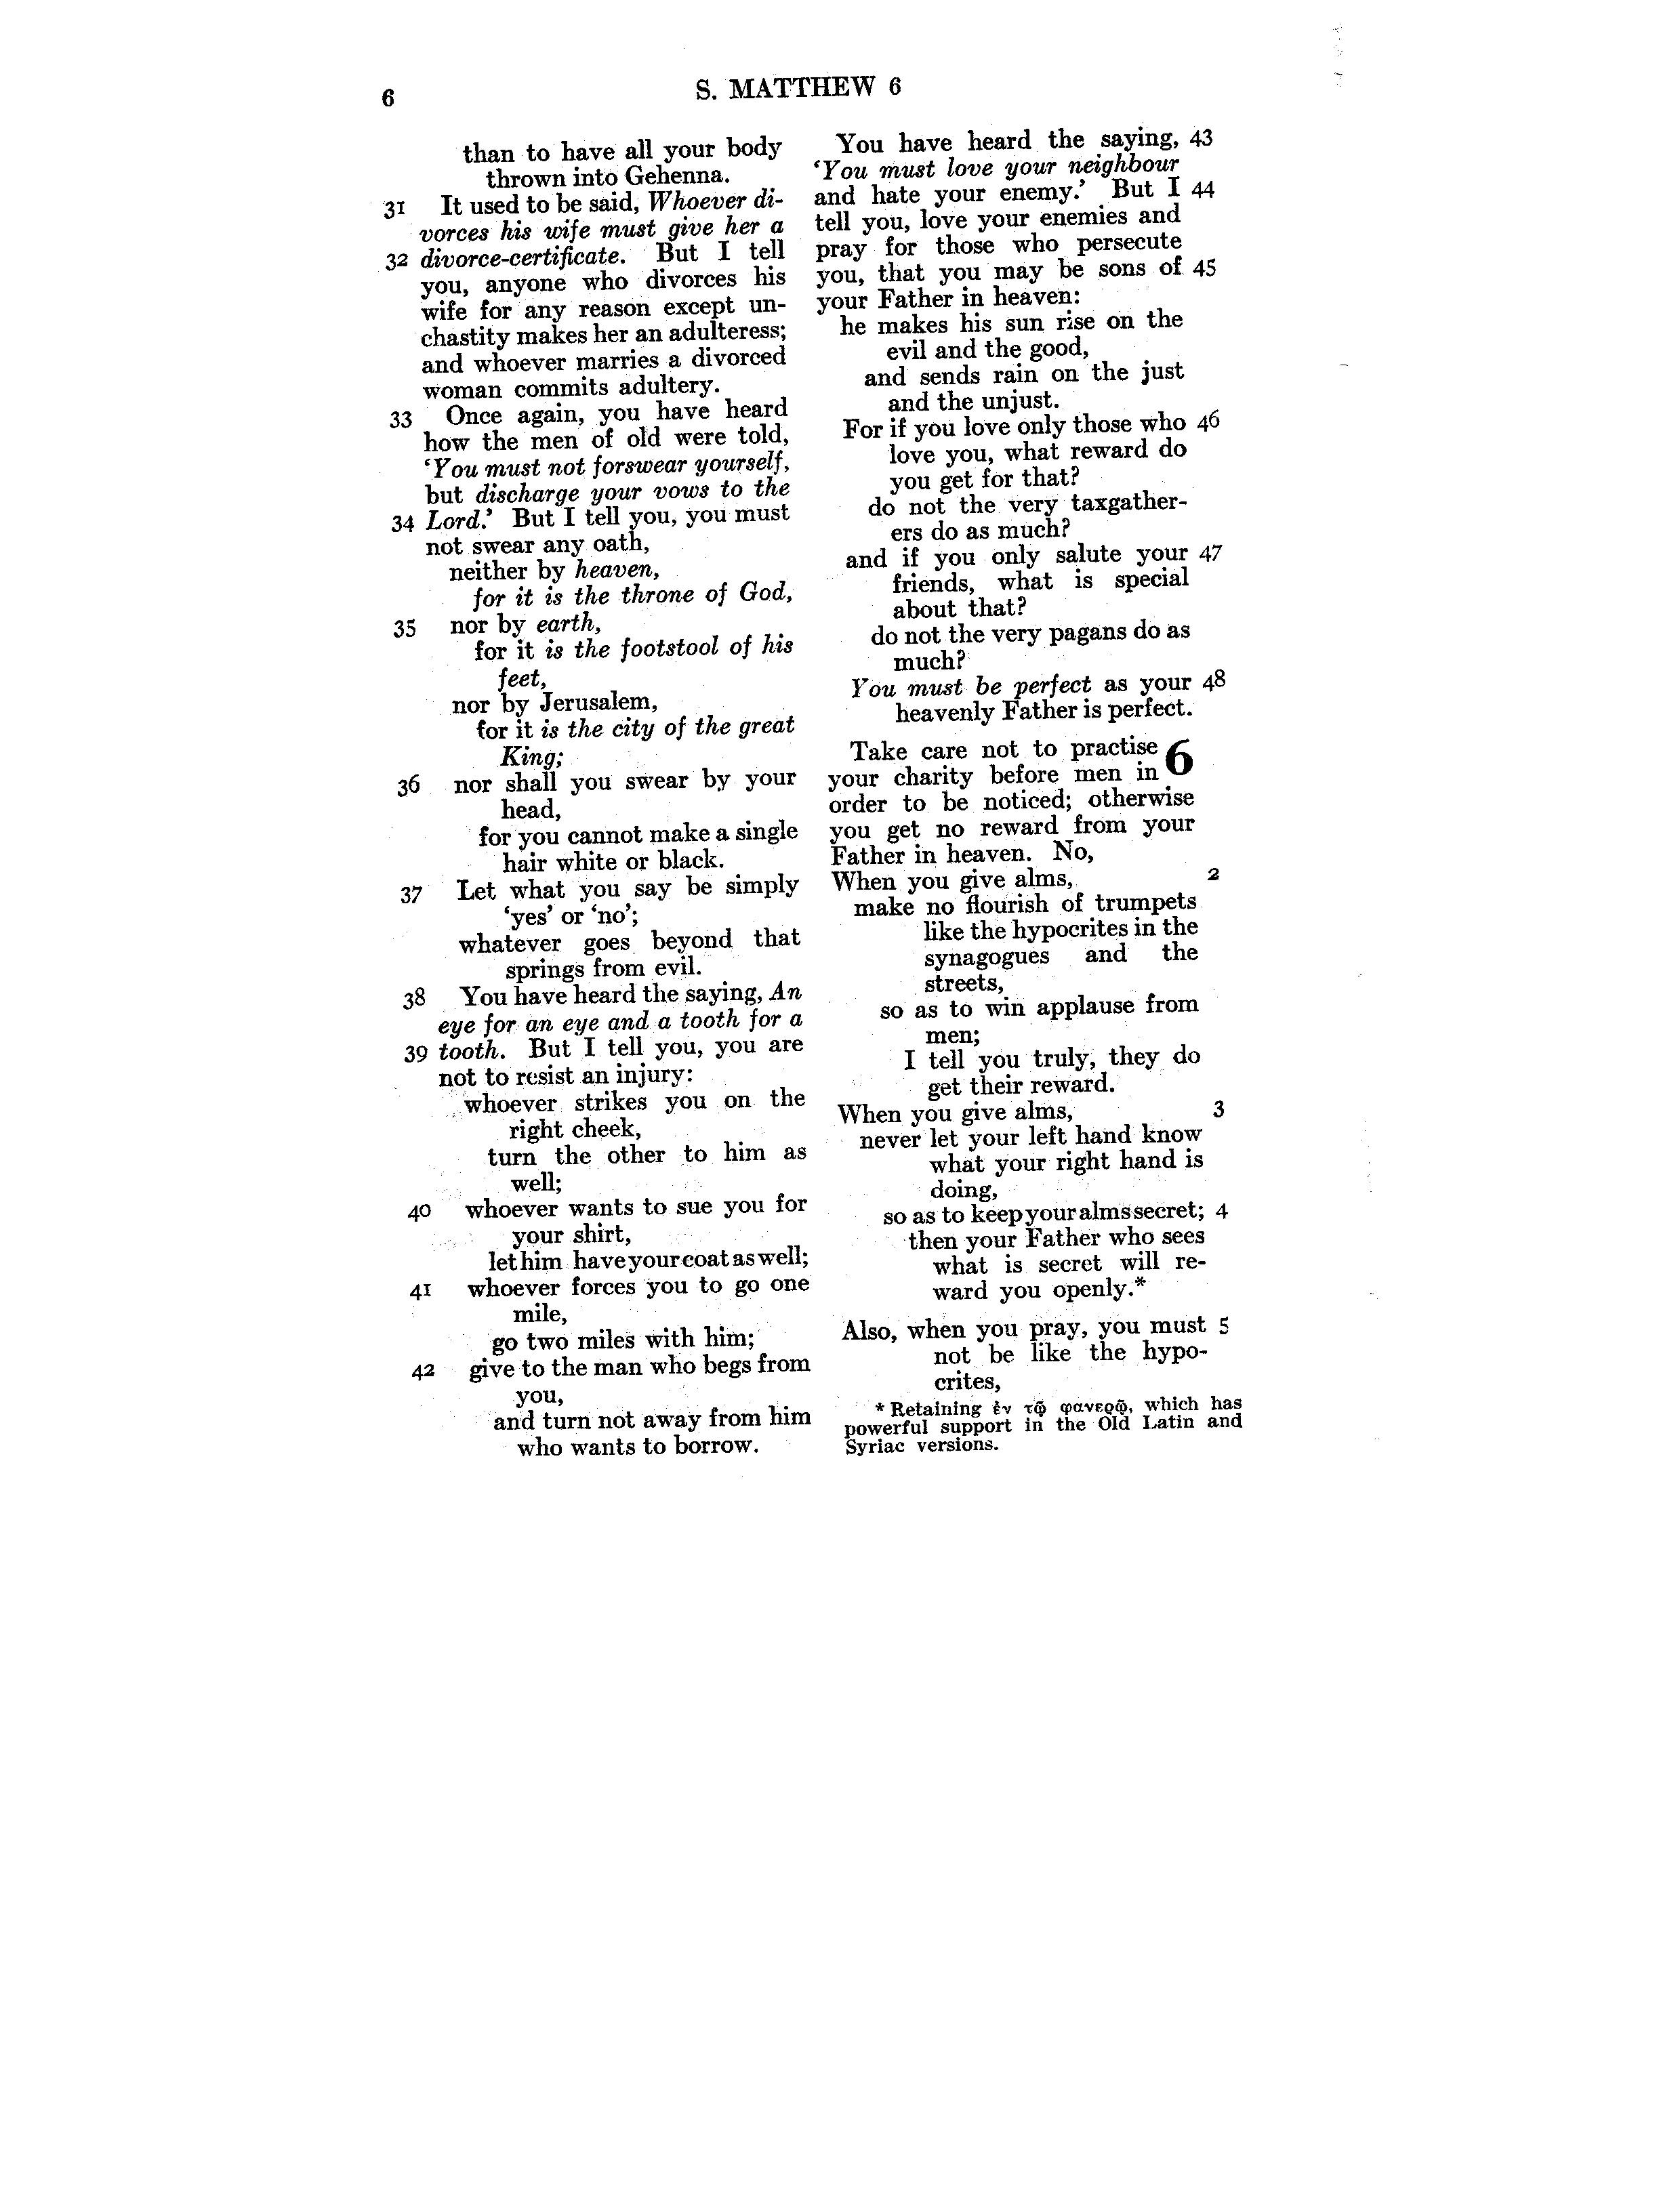 6
S. MATTHEW 6
than to have all your body
thrown into Gehenna.
31 It used to be said, Whoever di-
vorces his wife must give her a
32 divorce-certificate. But I tell
you, anyone who divorces his
wife for any reason except un-
chastity makes her an adulteress;
and whoever marries a divorced
woman commits adultery.
33 Once again, you have heard
how the men of old were told,
‘You must not forswear yourself,
but discharge your vows to the
34 Lord.’ But I tell you, you must
not swear any oath,
neither by heaven,
for it is the throne of God,
35 nor by earth,
for it is the footstool of his
feet,
nor by Jerusalem,
for it is the city of the great
King;
36 nor shall you swear by your
head,
for you cannot make a single
hair white or black.
37 Let what you say be simply
‘yes’ or ‘no’;
whatever goes beyond that
springs from evil.
38 You have heard the saying, An
eye for an eye and a tooth for a
39 tooth. But I tell you, you are
not to resist an injury:
whoever strikes you on the
right cheek,
turn the other to him as
well;
40 whoever wants to sue you for
your shirt,
let him have your coat as well;
41 whoever forces you to go one
mile,
go two miles with him;
42 give to the man who begs from
you,
and turn not away from him
who wants to borrow.
You have heard the saying, 43
‘You must love your neighbour
and hate your enemy.’ But I 44
tell you, love your enemies and
pray for those who persecute
you, that you may be sons of 45
your Father in heaven:
he makes his sun rise on the
evil and the good,
and sends rain on the just
and the unjust.
For if you love only those who 46
love you, what reward do
you get for that?
do not the very taxgather-
ers do as much?
and if you only salute your 47
friends, what is special
about that?
do not the very pagans do as
much?
You must be perfect as your 48
heavenly Father is perfect.
Take care not to practise 6
your charity before men in
order to be noticed; otherwise
you get no reward from your
Father in heaven. No,
When you give alms, 2
make no flourish of trumpets
like the hypocrites in the
synagogues and the
streets,
so as to win applause from
men;
I tell you truly, they do
get their reward.
When you give alms, 3
never let your left hand know
what your right hand is
doing,
so as to keep your alms secret; 4
then your Father who sees
what is secret will re-
ward you openly.*
Also, when you pray, you must 5
not be like the hypo-
crites,
* Retaining ἐν τῷ φανερῷ, which has
powerful support in the Old Latin and
Syriac versions.